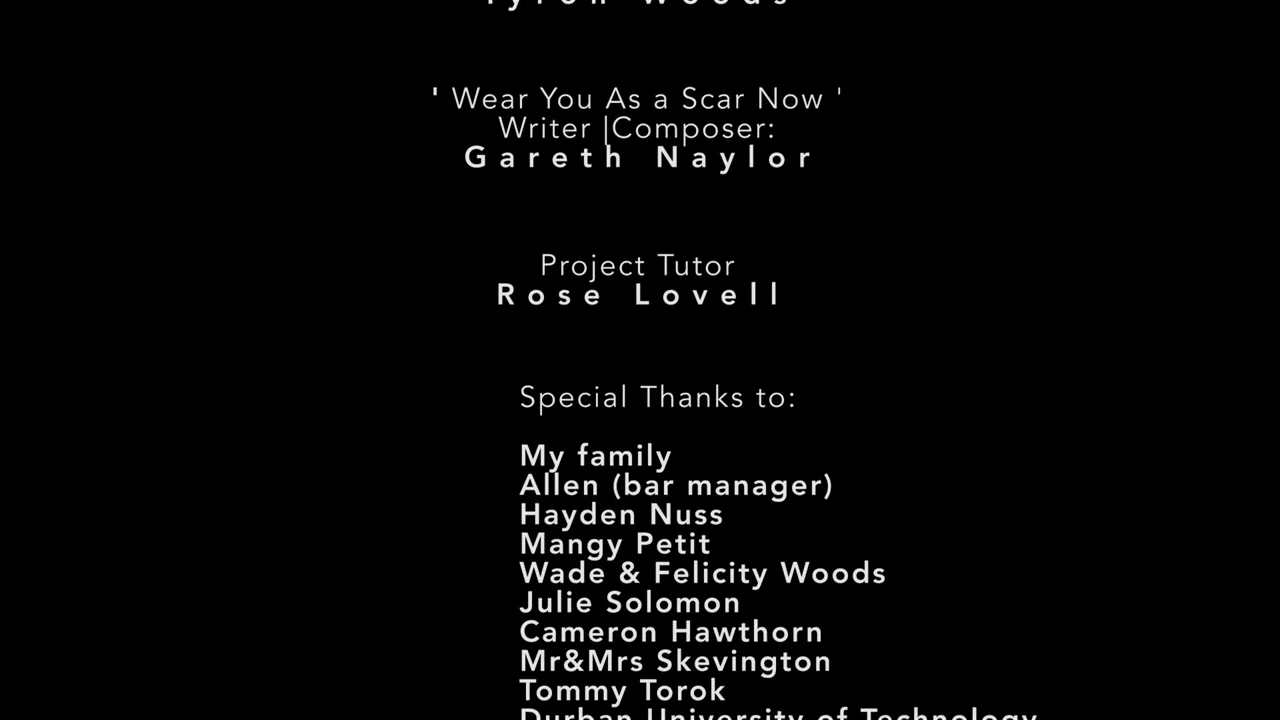 Tyron Woods
' Wear You As a Scar Now '
Writer |Composer:
Gareth Naylor
Project Tutor
Rose Lovell
Special Thanks to:
My family
Allen (bar manager)
Hayden Nuss
Mangy Petit
Wade & Felicity Woods
Julie Solomon
Cameron Hawthorn
Mr&Mrs Skevington
Tommy Torok
Durban University of Technology